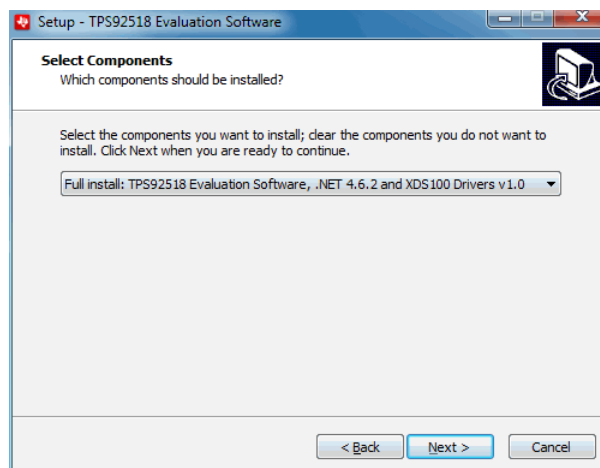 Setup - TPS92518 Evaluation Software
Select Components
Which components should be installed?
Select the components you want to install; clear the components you do not want to
install. Click Next when you are ready to continue.
Full install: TPS92518 Evaluation Software, .NET 4.6.2 and XDS100 Drivers v1.0
< Back
Next >
Cancel